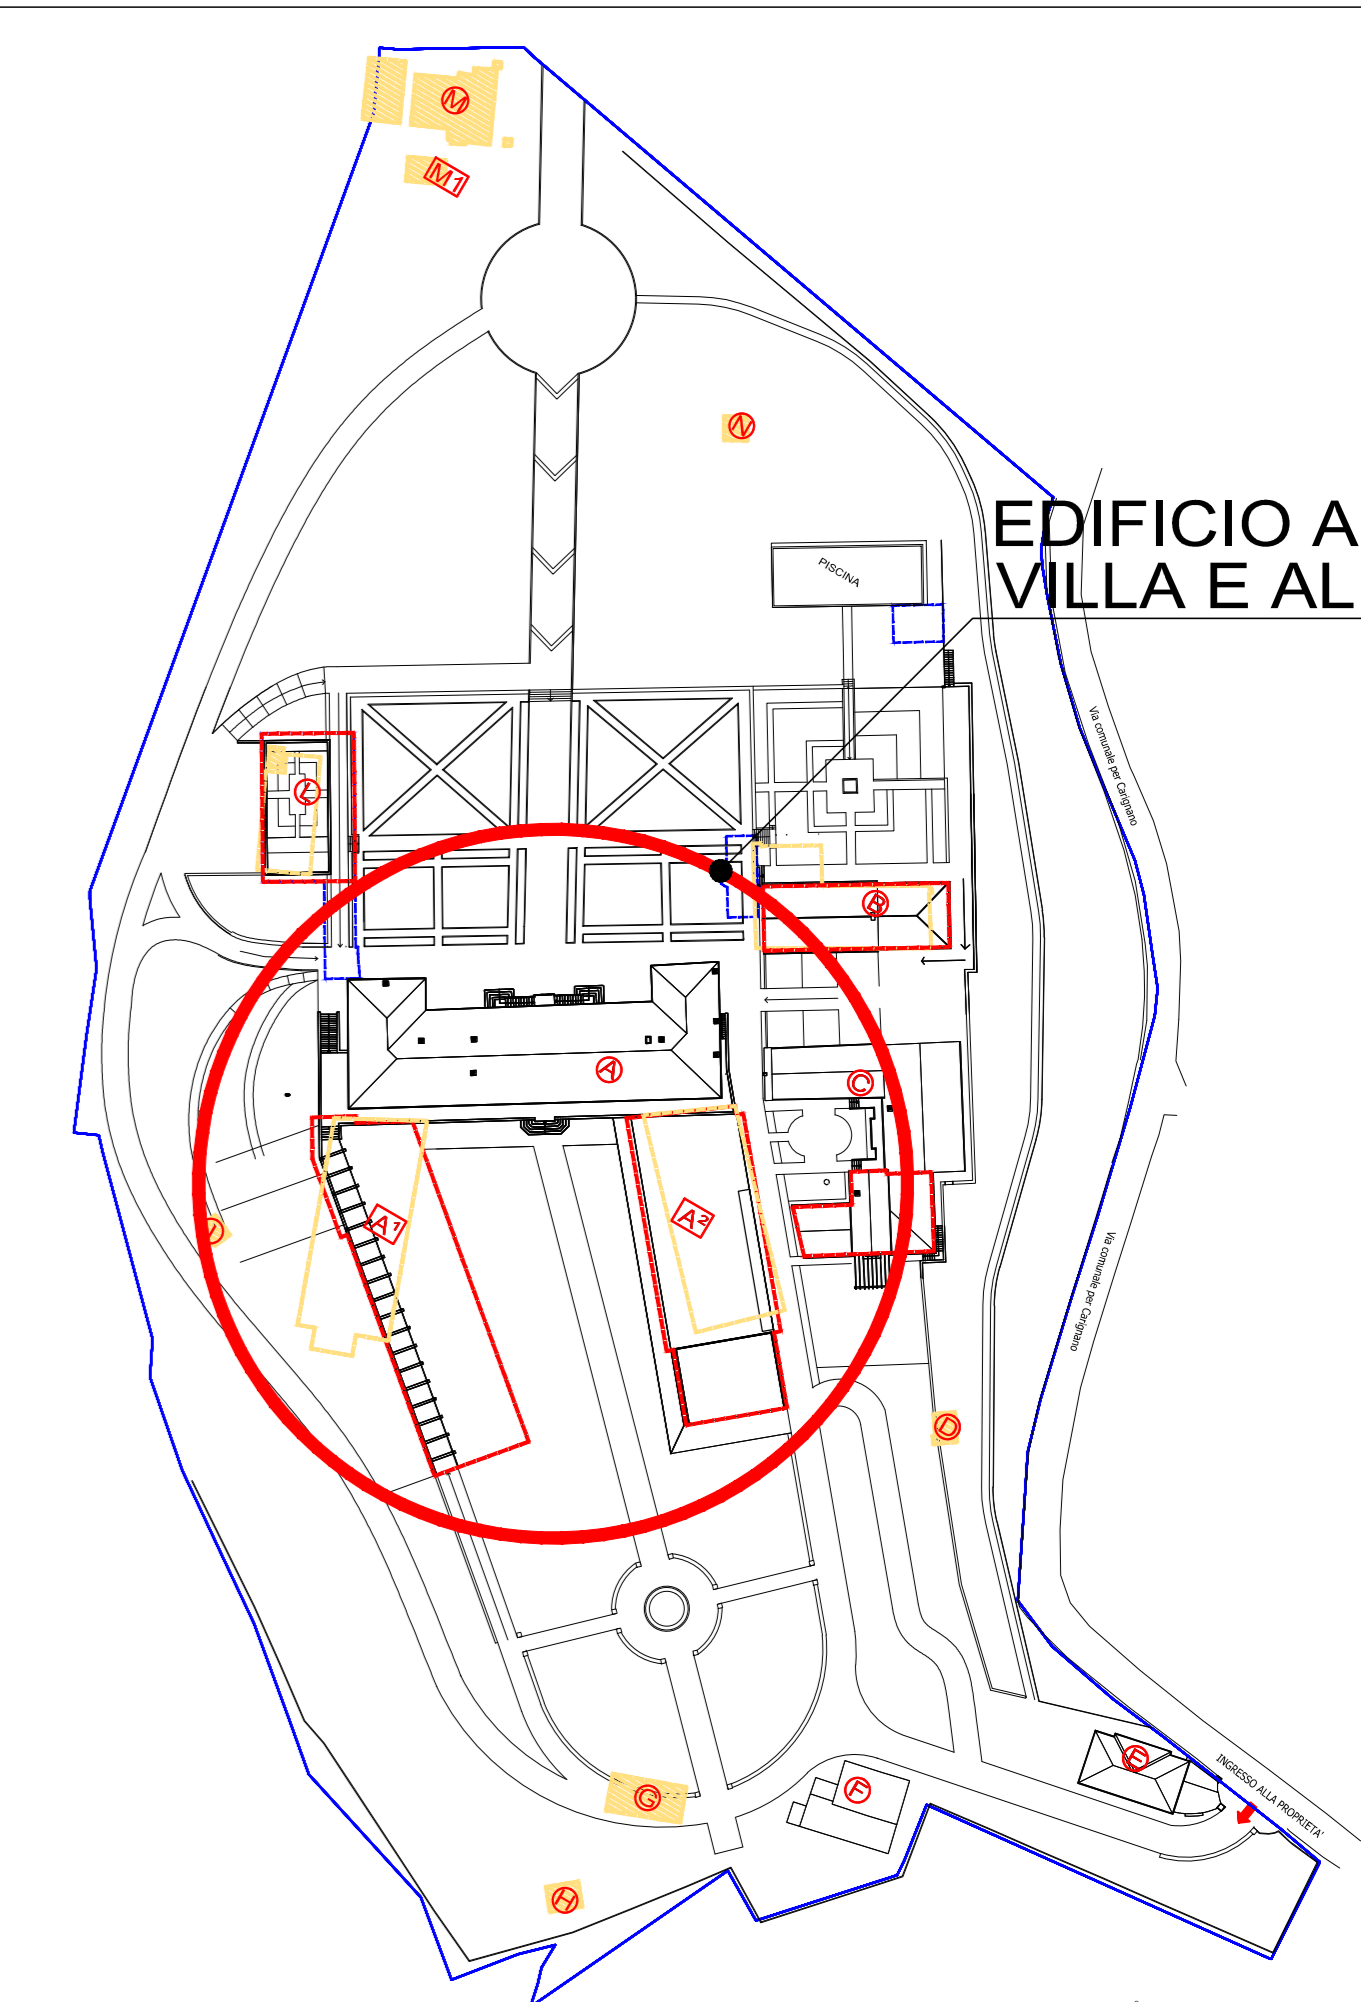 M
M1
N
EDIFICIO A
VILLA E AL
PISCINA
Via comunale per Carignano
L
B
A
C
A1
A2
I
Via comunale per Carignano
D
E
INGRESSO ALLA PROPRIETA'
F
G
H